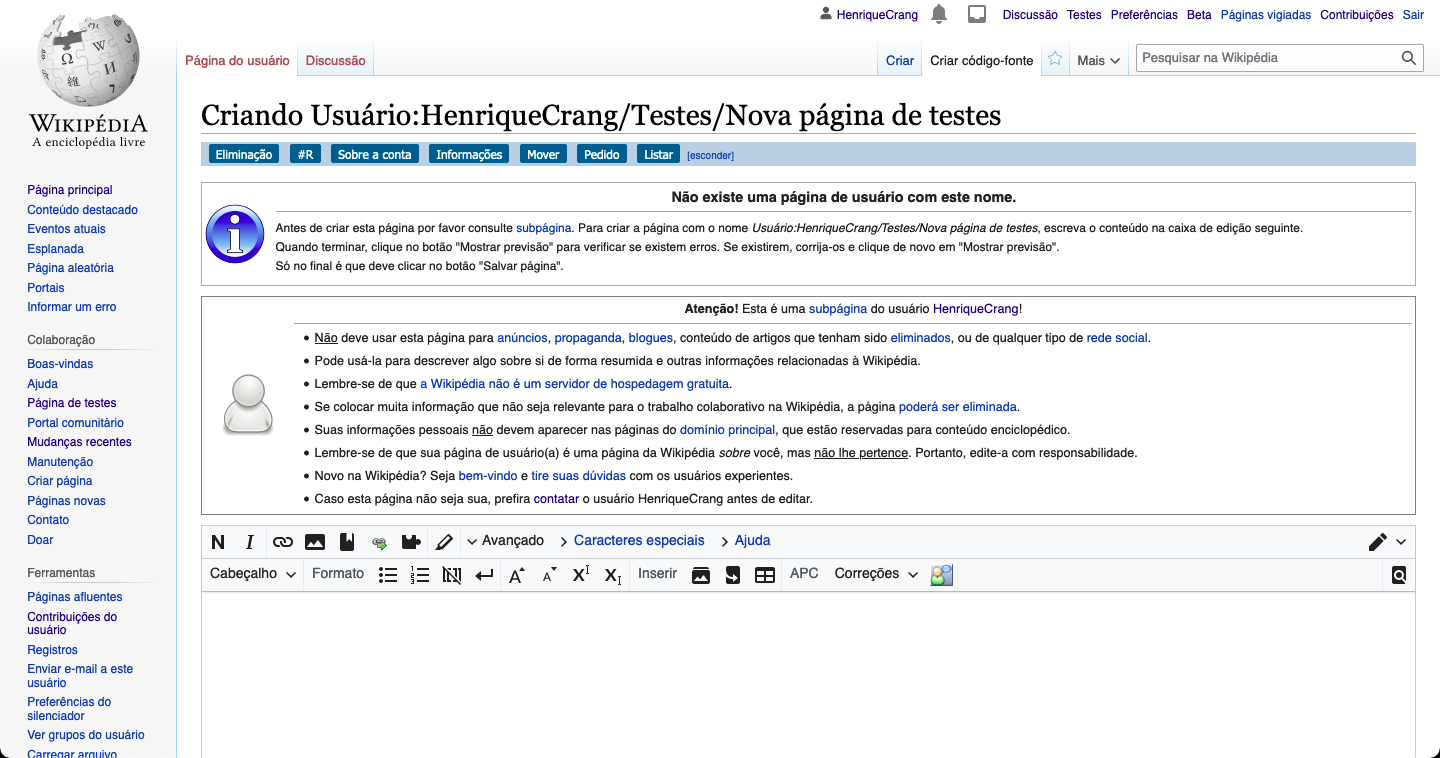 HenriqueCrang Discussão Testes Preferências Beta Páginas vigiadas Contribuições Sair
Página do usuário Discussão Criar Criar código-fonte Mais Pesquisar na Wikipédia
WIKIPÉDIA
A enciclopédia livre
Página principal
Conteúdo destacado
Eventos atuais
Esplanada
Página aleatória
Portais
Informar um erro
Colaboração
Boas-vindas
Ajuda
Página de testes
Portal comunitário
Mudanças recentes
Manutenção
Criar página
Páginas novas
Contato
Doar
Ferramentas
Páginas afluentes
Contribuições do
usuário
Registros
Enviar e-mail a este
usuário
Preferências do
silenciador
Ver grupos do usuário
Carregar arquivo
Criando Usuário:HenriqueCrang/Testes/Nova página de testes
Eliminação #R Sobre a conta Informações Mover Pedido Listar [esconder]
Não existe uma página de usuário com este nome.
Antes de criar esta página por favor consulte subpágina. Para criar a página com o nome Usuário:HenriqueCrang/Testes/Nova página de testes, escreva o conteúdo na caixa de edição seguinte.
Quando terminar, clique no botão "Mostrar previsão" para verificar se existem erros. Se existirem, corrija-os e clique de novo em "Mostrar previsão".
Só no final é que deve clicar no botão "Salvar página".
Atenção! Esta é uma subpágina do usuário HenriqueCrang!
• Não deve usar esta página para anúncios, propaganda, blogues, conteúdo de artigos que tenham sido eliminados, ou de qualquer tipo de rede social.
• Pode usá-la para descrever algo sobre si de forma resumida e outras informações relacionadas à Wikipédia.
• Lembre-se de que a Wikipédia não é um servidor de hospedagem gratuita.
• Se colocar muita informação que não seja relevante para o trabalho colaborativo na Wikipédia, a página poderá ser eliminada.
• Suas informações pessoais não devem aparecer nas páginas do domínio principal, que estão reservadas para conteúdo enciclopédico.
• Lembre-se de que sua página de usuário(a) é uma página da Wikipédia sobre você, mas não lhe pertence. Portanto, edite-a com responsabilidade.
• Novo na Wikipédia? Seja bem-vindo e tire suas dúvidas com os usuários experientes.
• Caso esta página não seja sua, prefira contatar o usuário HenriqueCrang antes de editar.
N I Avançado Caracteres especiais Ajuda
Cabeçalho Formato Inserir APC Correções